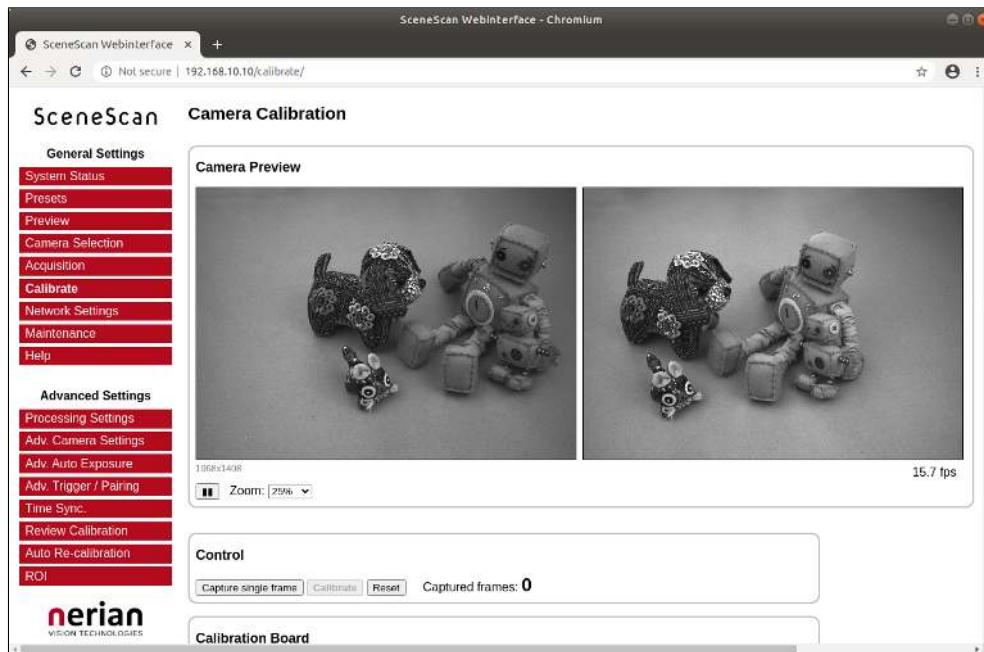 SceneScan Webinterface - Chromium
SceneScan Webinterface × +
Not secure | 192.168.10.10/calibrate/
SceneScan
General Settings
System Status
Presets
Preview
Camera Selection
Acquisition
Calibrate
Network Settings
Maintenance
Help
Advanced Settings
Processing Settings
Adv. Camera Settings
Adv. Auto Exposure
Adv. Trigger / Pairing
Time Sync.
Review Calibration
Auto Re-calibration
ROI
nerian
VISION TECHNOLOGIES
Camera Calibration
Camera Preview
15.7 fps
Zoom: 25%
Control
Capture single frame Calibrate Reset Captured frames: 0
Calibration Board